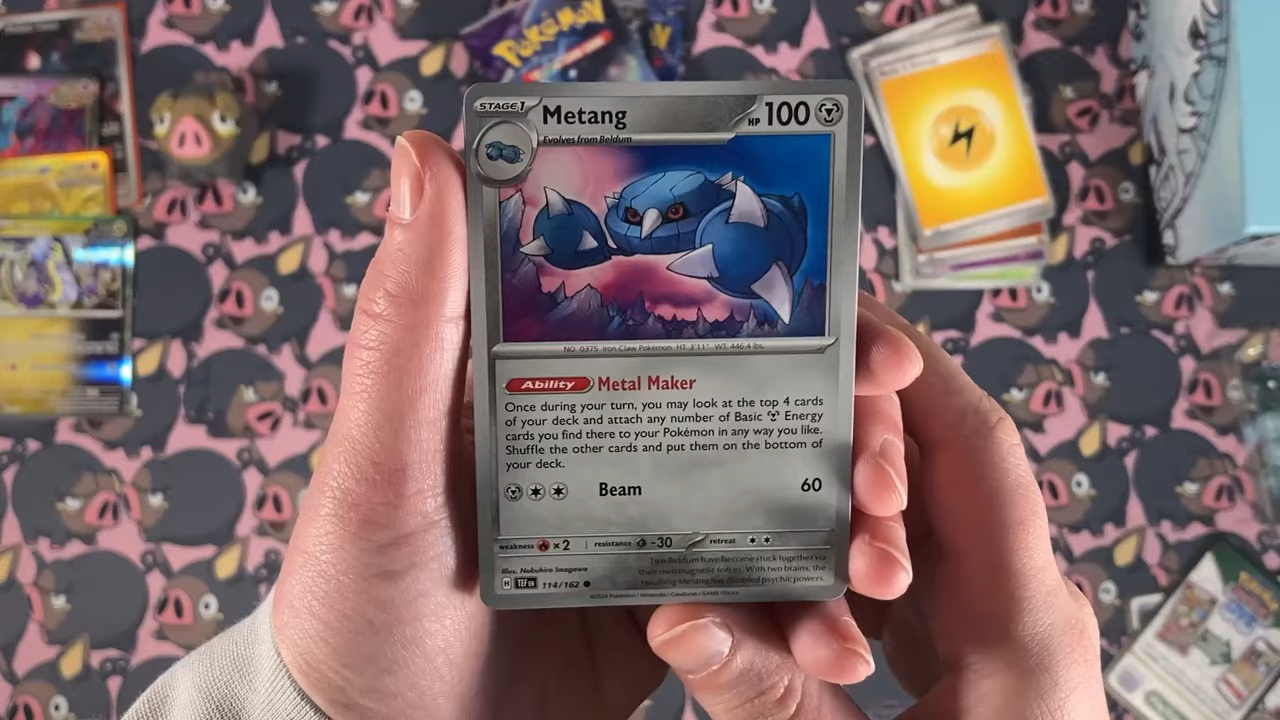 POKÉMON
STAGE 1
Metang
HP 100
Evolves from Beldum
NO. 0375 Iron Claw Pokémon HT. 3'11" WT. 446.4 lbs.
Ability Metal Maker
Once during your turn, you may look at the top 4 cards
of your deck and attach any number of Basic Energy
cards you find there to your Pokémon in any way you like.
Shuffle the other cards and put them on the bottom of
your deck.
Beam 60
weakness ×2 resistance -30 retreat
Illus. Nobuhiro Imagawa
H TEF EN 114/162
Two Beldum have become stuck together via
their own magnetic forces. With two brains, the
resulting Metang has doubled psychic powers.
©2024 Pokémon / Nintendo / Creatures / GAME FREAK